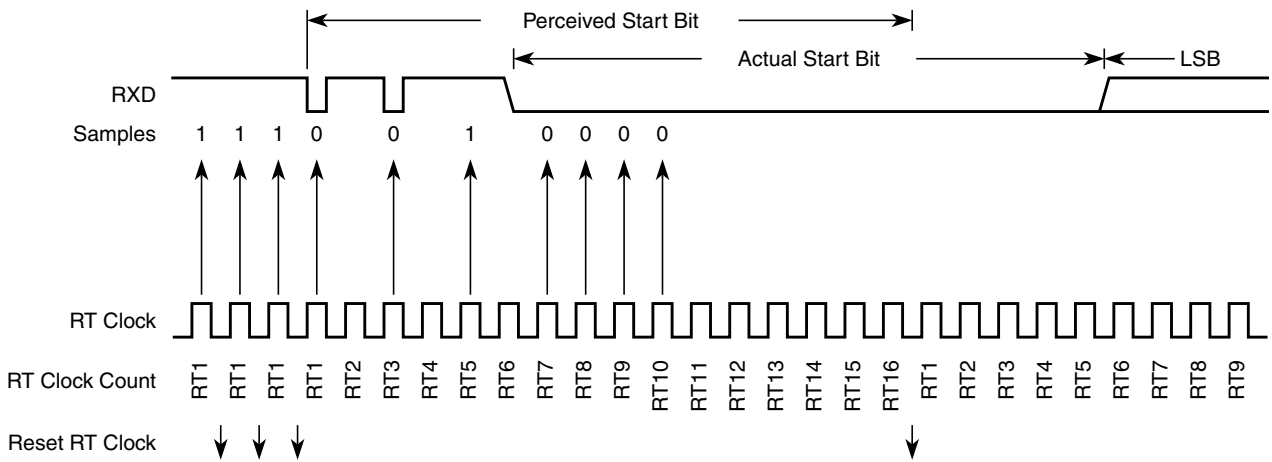 Perceived Start Bit
Actual Start Bit
LSB
RXD
Samples 1 1 1 0 0 1 0 0 0 0
RT Clock
RT Clock Count RT1 RT1 RT1 RT1 RT2 RT3 RT4 RT5 RT6 RT7 RT8 RT9 RT10 RT11 RT12 RT13 RT14 RT15 RT16 RT1 RT2 RT3 RT4 RT5 RT6 RT7 RT8 RT9
Reset RT Clock